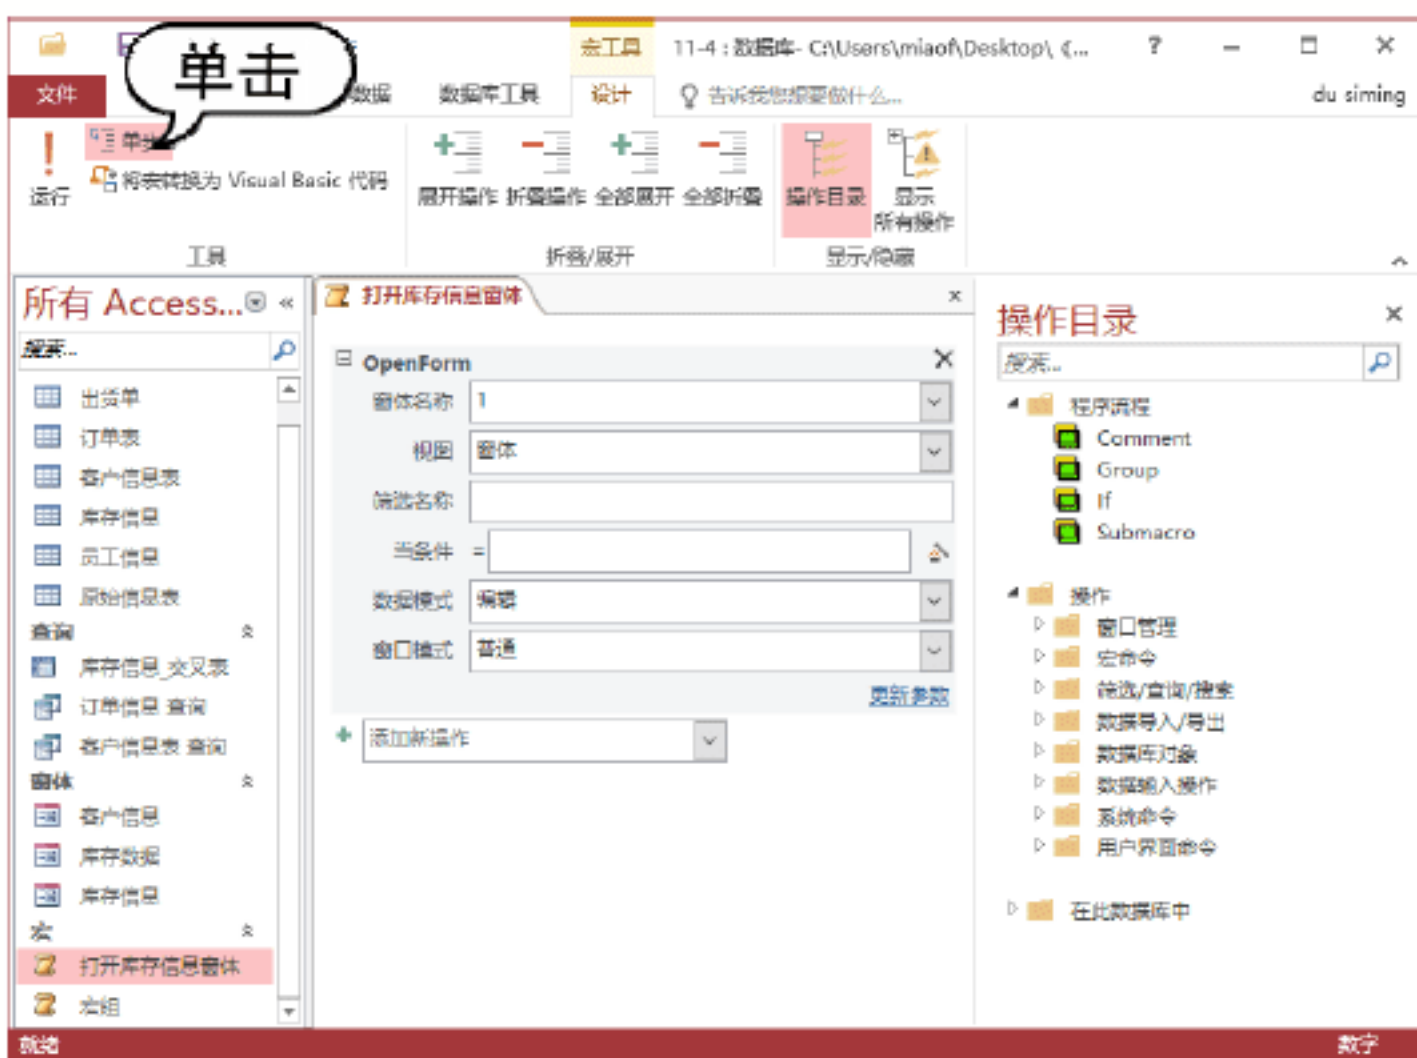 单击
宏工具
11-4 : 数据库- C:\Users\miaof\Desktop\《...
?
文件
数据
数据库工具
设计
告诉我您想要做什么...
du siming
运行
单步
将宏转换为 Visual Basic 代码
展开操作 折叠操作 全部展开 全部折叠
操作目录
显示
所有操作
工具
折叠/展开
显示/隐藏
所有 Access...
搜索...
出货单
订单表
客户信息表
库存信息
员工信息
原始信息表
查询
库存信息_交叉表
订单信息 查询
客户信息表 查询
窗体
客户信息
库存数据
库存信息
宏
打开库存信息窗体
宏组
打开库存信息窗体
OpenForm
窗体名称 1
视图 窗体
筛选名称
当条件 =
数据模式 编辑
窗口模式 普通
更新参数
添加新操作
操作目录
搜索...
程序流程
Comment
Group
If
Submacro
操作
窗口管理
宏命令
筛选/查询/搜索
数据导入/导出
数据库对象
数据输入操作
系统命令
用户界面命令
在此数据库中
就绪
数字